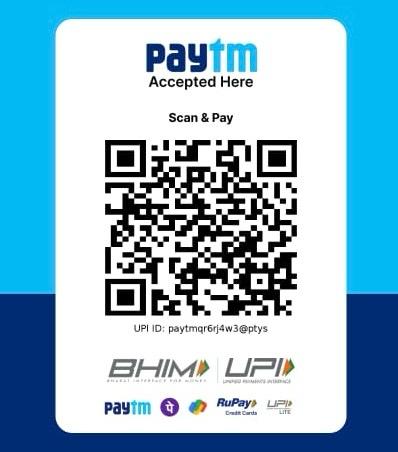 paytm
Accepted Here
Scan & Pay
UPI ID: paytmqr6rj4w3@ptys
BHIM UPI
BHARAT INTERFACE FOR MONEY UNIFIED PAYMENTS INTERFACE
paytm पे RuPay UPI
Credit Cards LITE